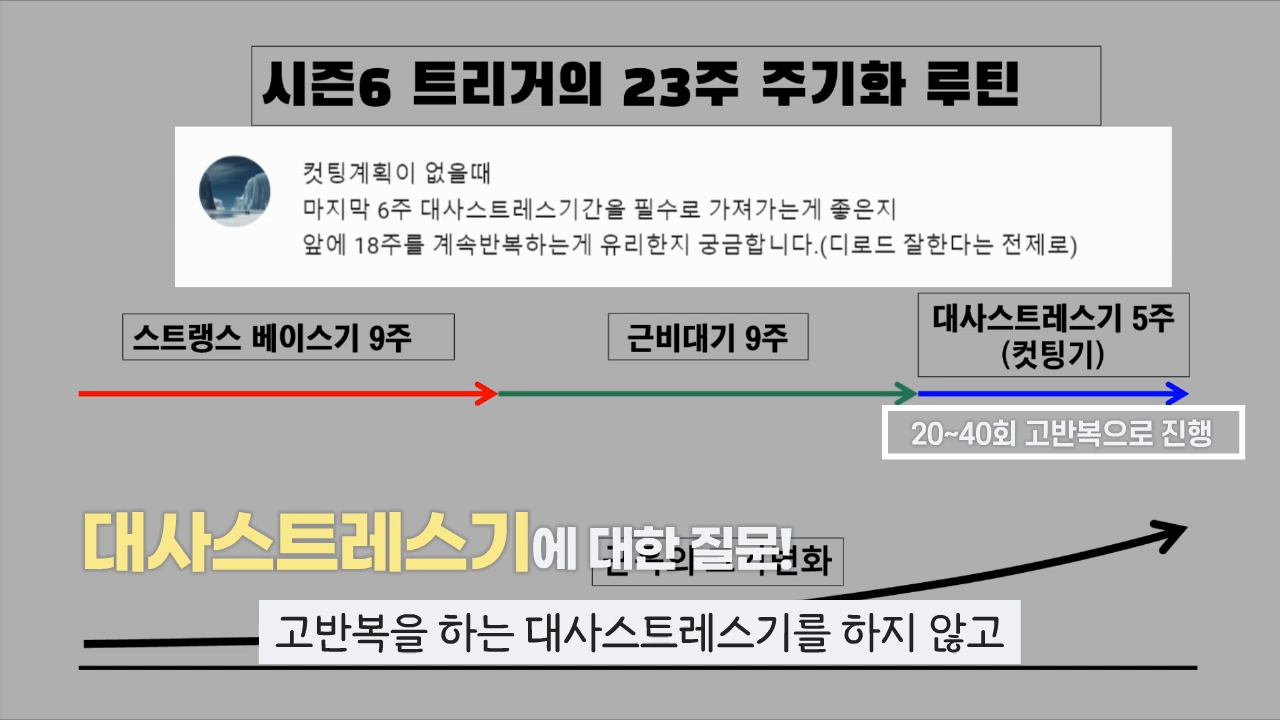 시즌6 트리거의 23주 주기화 루틴
컷팅계획이 없을때
마지막 6주 대사스트레스기간을 필수로 가져가는게 좋은지
앞에 18주를 계속반복하는게 유리한지 궁금합니다.(디로드 잘한다는 전제로)
스트랭스 베이스기 9주
근비대기 9주
대사스트레스기 5주
(컷팅기)
20~40회 고반복으로 진행
대사스트레스기에 대한 질문!
고반복을 하는 대사스트레스기를 하지 않고